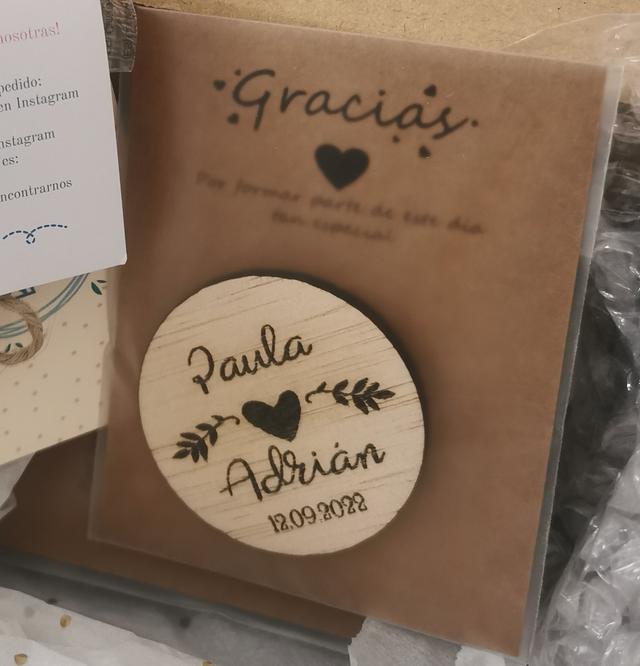 nosotras!
pedido:
en Instagram
nstagram
es:
ncontrarnos
Gracias
Por formar parte de este día
tan especial
Paula
Adrián
12.09.2022